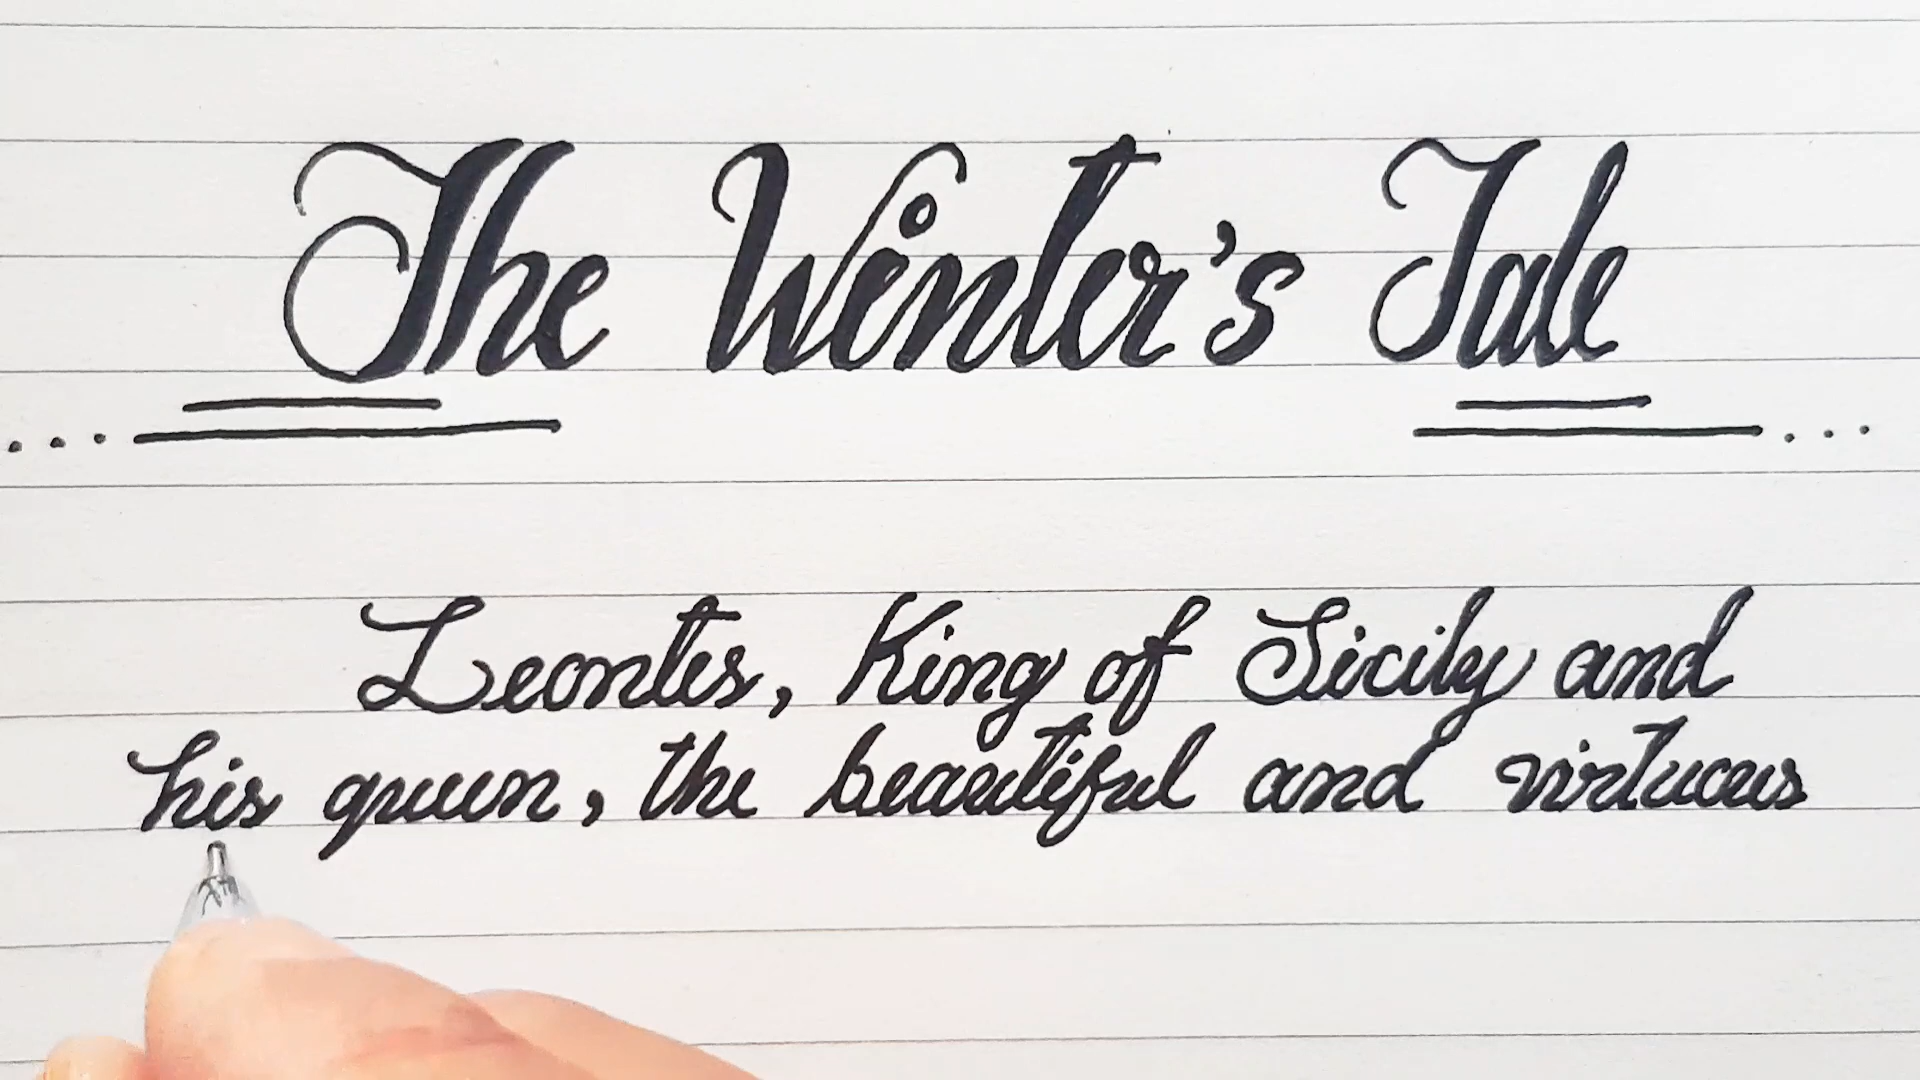 The Winter's Tale
Leontes, King of Sicily and
his queen, the beautiful and virtuous